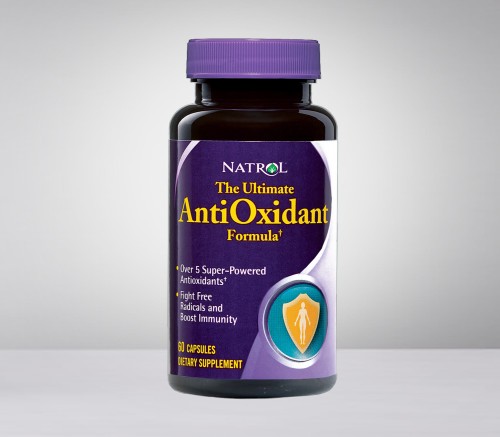 NATROL
The Ultimate
AntiOxidant
Formula†
• Over 5 Super-Powered
Antioxidants†
• Fight Free
Radicals and
Boost Immunity
60 CAPSULES
DIETARY SUPPLEMENT